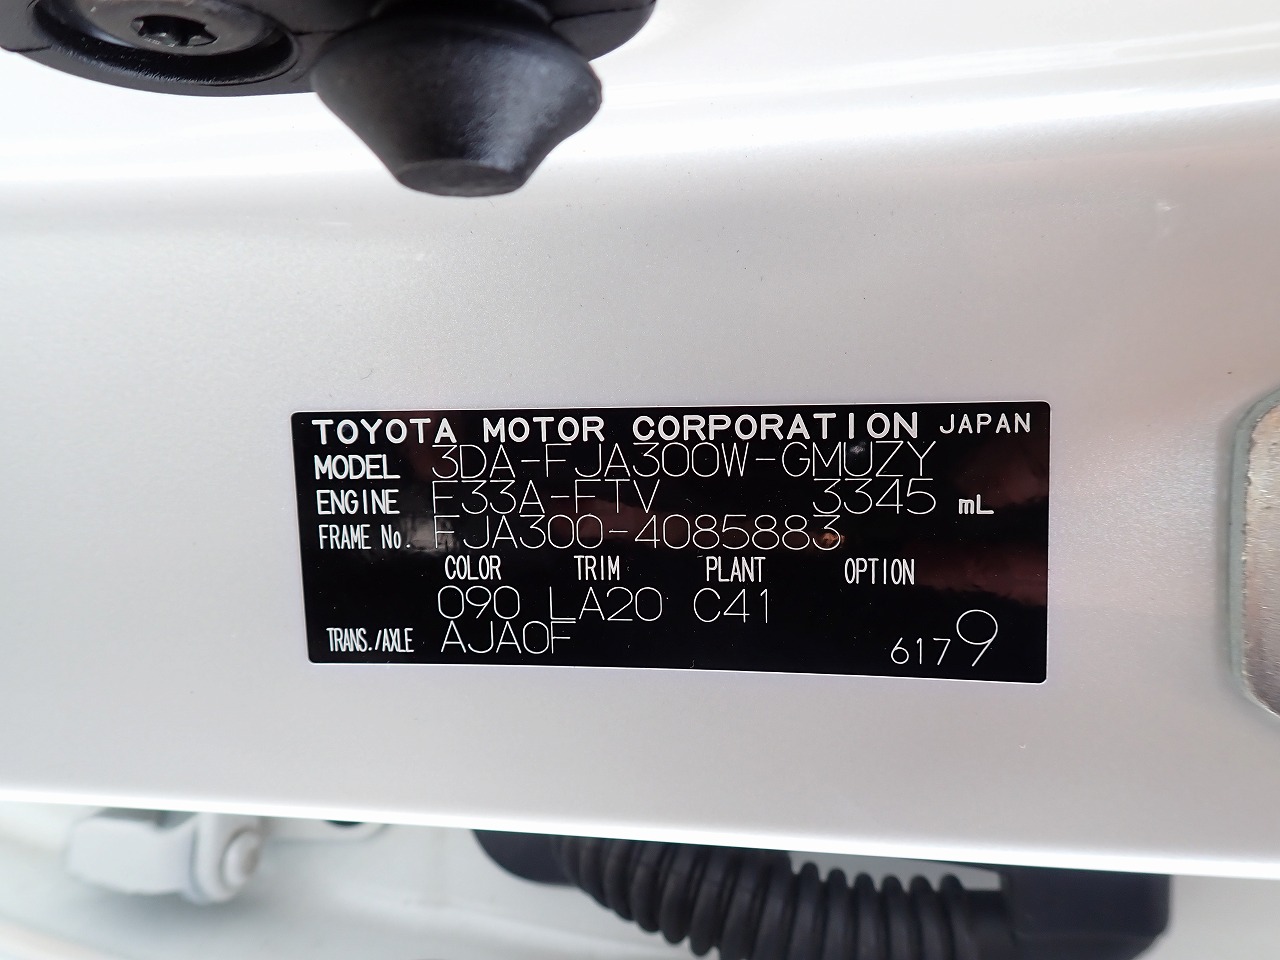 TOYOTA MOTOR CORPORATION JAPAN
MODEL 3DA-FJA300W-GMUZY
ENGINE F33A-FTV 3345 mL
FRAME No. FJA300-4085883
COLOR TRIM PLANT OPTION
090 LA20 C41
TRANS./AXLE AJA0F 6179